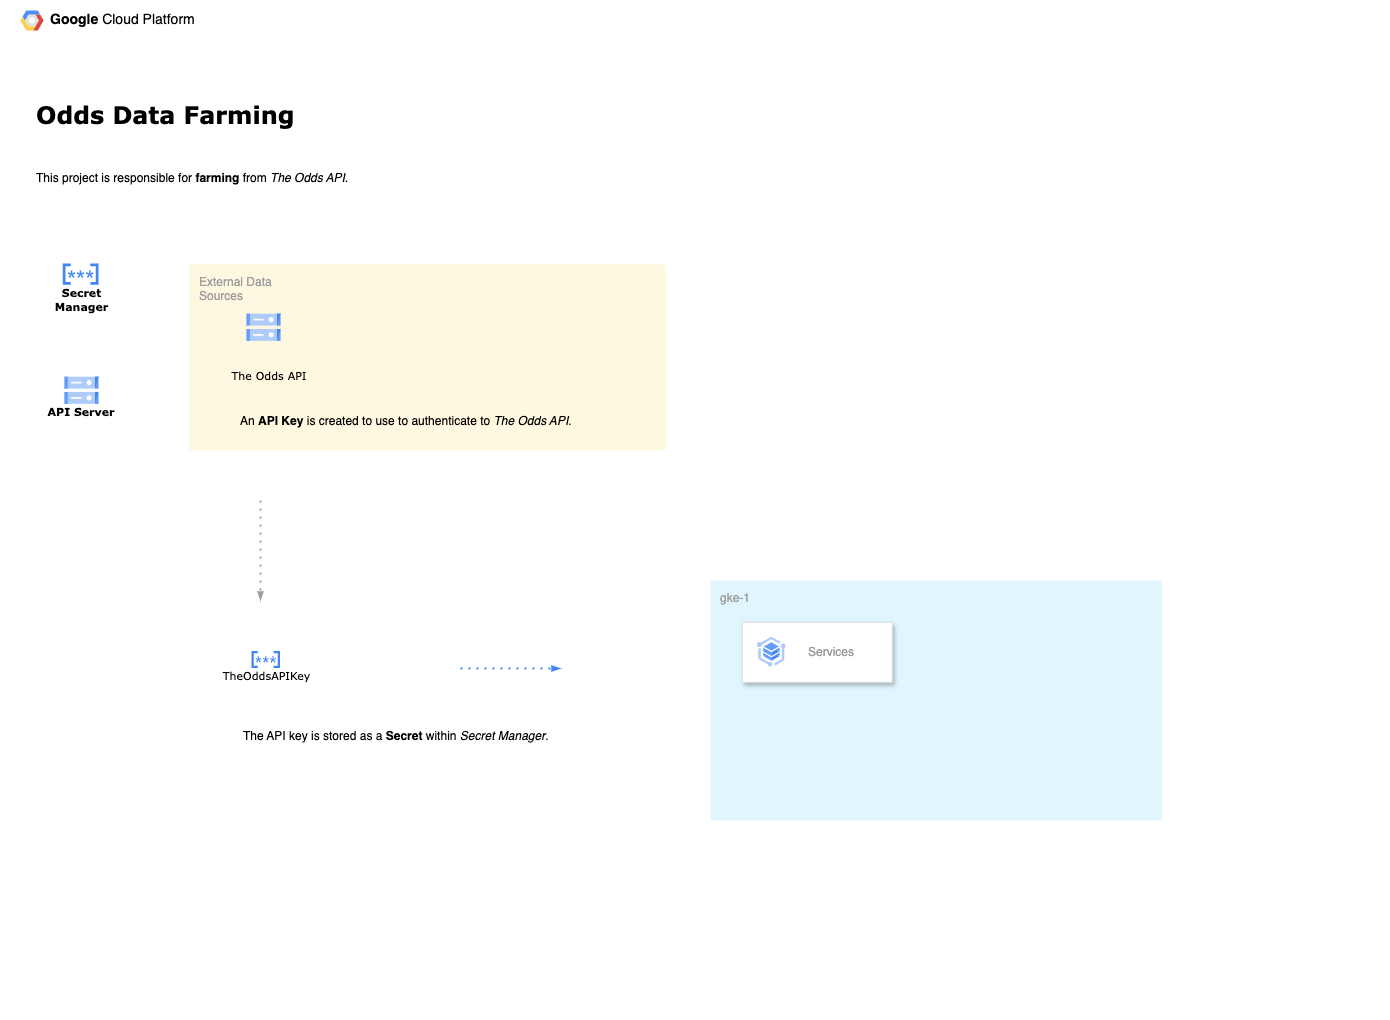 Google Cloud Platform
Odds Data Farming
This project is responsible for farming from The Odds API.
Secret
Manager
API Server
External Data
Sources
The Odds API
An API Key is created to use to authenticate to The Odds API.
[***]
TheOddsAPIKey
The API key is stored as a Secret within Secret Manager.
gke-1
Services